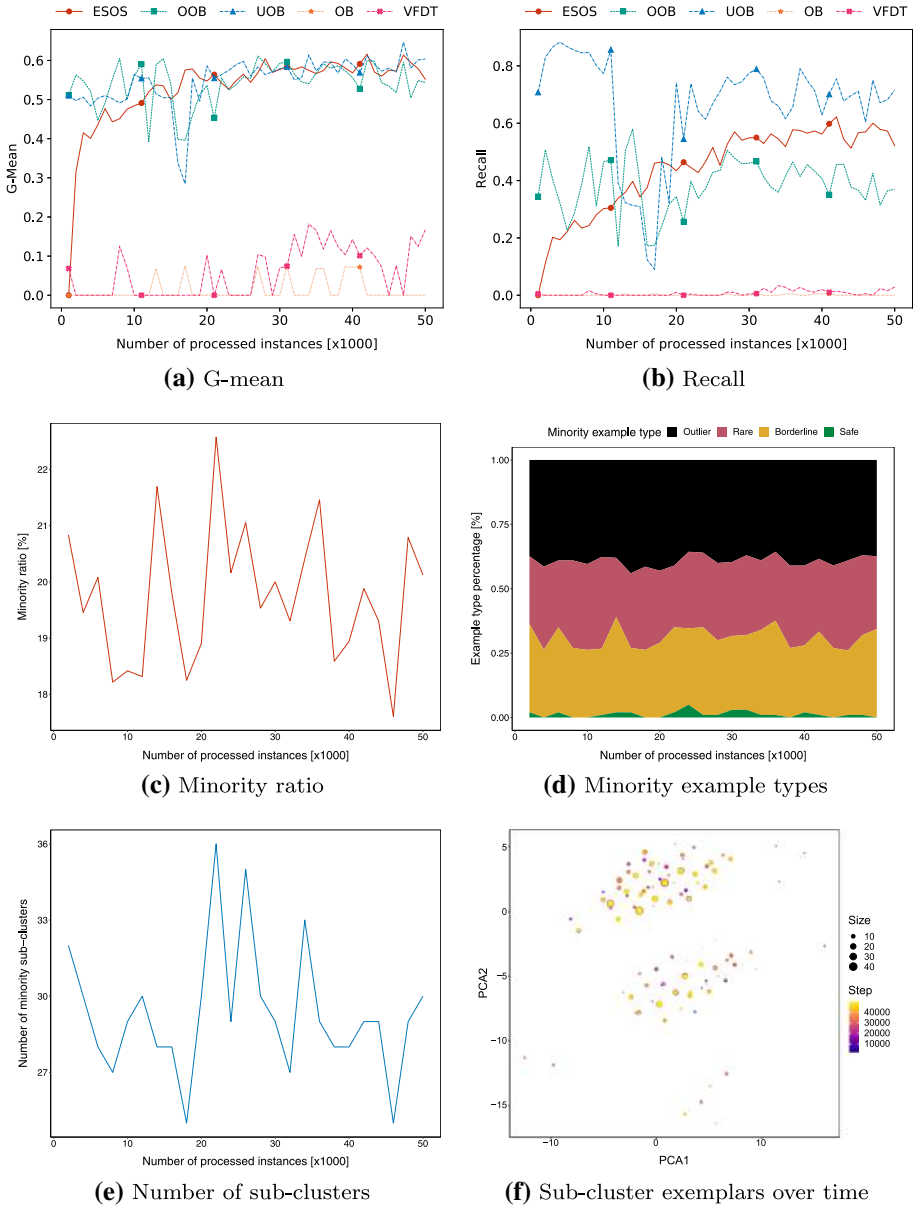 ESOS OOB UOB OB VFDT
G-Mean
0.6
0.5
0.4
0.3
0.2
0.1
0.0
0 10 20 30 40 50
Number of processed instances [x1000]
(a) G-mean
ESOS OOB UOB OB VFDT
Recall
0.8
0.6
0.4
0.2
0.0
0 10 20 30 40 50
Number of processed instances [x1000]
(b) Recall
Minority ratio [%]
22
21
20
19
18
0 10 20 30 40 50
Number of processed instances [x1000]
(c) Minority ratio
Minority example type Outlier Rare Borderline Safe
Example type percentage [%]
1.00
0.75
0.50
0.25
0.00
0 10 20 30 40 50
Number of processed instances [x1000]
(d) Minority example types
Number of minority sub-clusters
36
33
30
27
0 10 20 30 40 50
Number of processed instances [x1000]
(e) Number of sub-clusters
PCA2
5
0
−5
−10
−15
−10 0 10
PCA1
Size
10
20
30
40
Step
40000
30000
20000
10000
(f) Sub-cluster exemplars over time